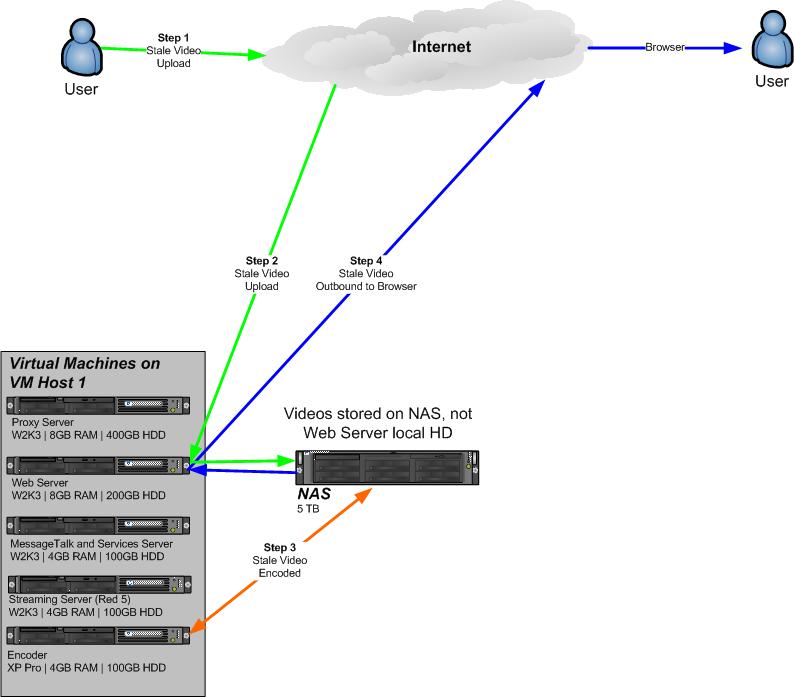 Step 1
Stale Video
Upload
Internet
Browser
User
User
Step 2
Stale Video
Upload
Step 4
Stale Video
Outbound to Browser
Virtual Machines on
VM Host 1
Proxy Server
W2K3 | 8GB RAM | 400GB HDD
Web Server
W2K3 | 8GB RAM | 200GB HDD
MessageTalk and Services Server
W2K3 | 4GB RAM | 100GB HDD
Streaming Server (Red 5)
W2K3 | 4GB RAM | 100GB HDD
Encoder
XP Pro | 4GB RAM | 100GB HDD
Videos stored on NAS, not
Web Server local HD
NAS
5 TB
Step 3
Stale Video
Encoded